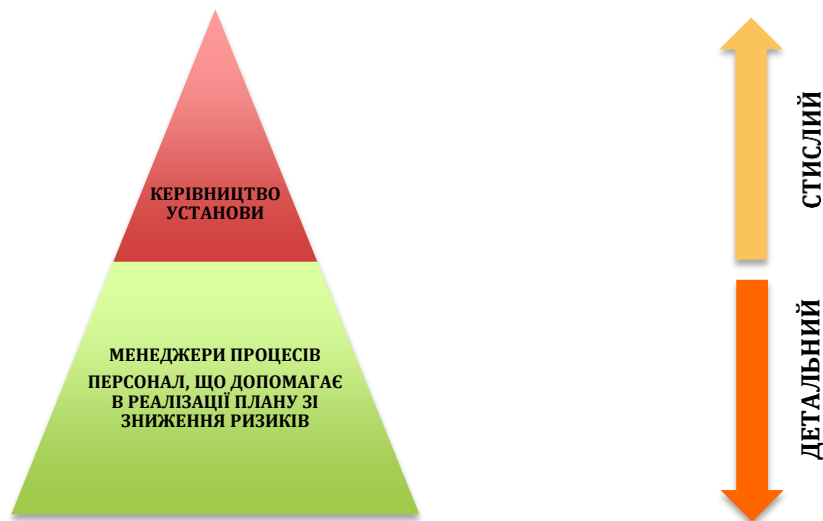 КЕРІВНИЦТВО
УСТАНОВИ
МЕНЕДЖЕРИ ПРОЦЕСІВ
ПЕРСОНАЛ, ЩО ДОПОМАГАЄ
В РЕАЛІЗАЦІЇ ПЛАНУ ЗІ
ЗНИЖЕННЯ РИЗИКІВ
СТИСЛИЙ
ДЕТАЛЬНИЙ